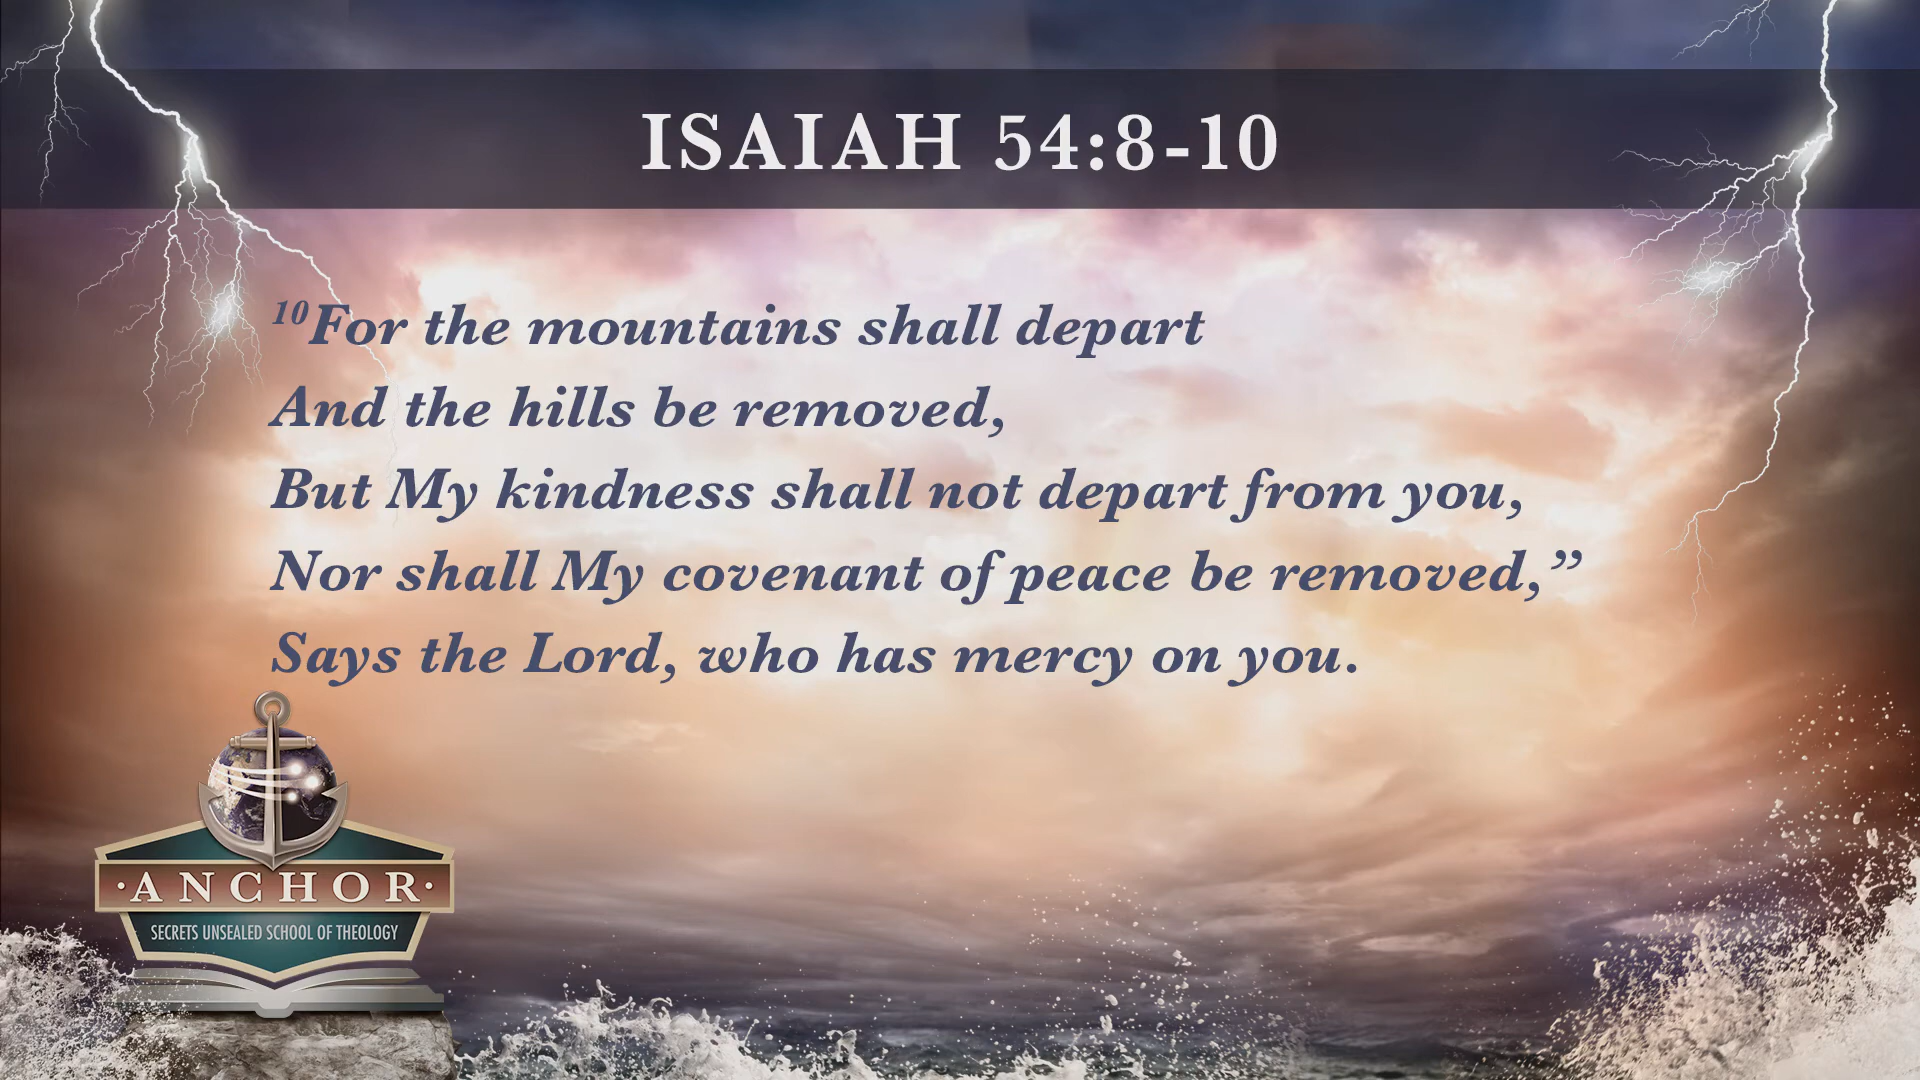 ISAIAH 54:8-10
10For the mountains shall depart
And the hills be removed,
But My kindness shall not depart from you,
Nor shall My covenant of peace be removed,”
Says the Lord, who has mercy on you.
·ANCHOR·
SECRETS UNSEALED SCHOOL OF THEOLOGY